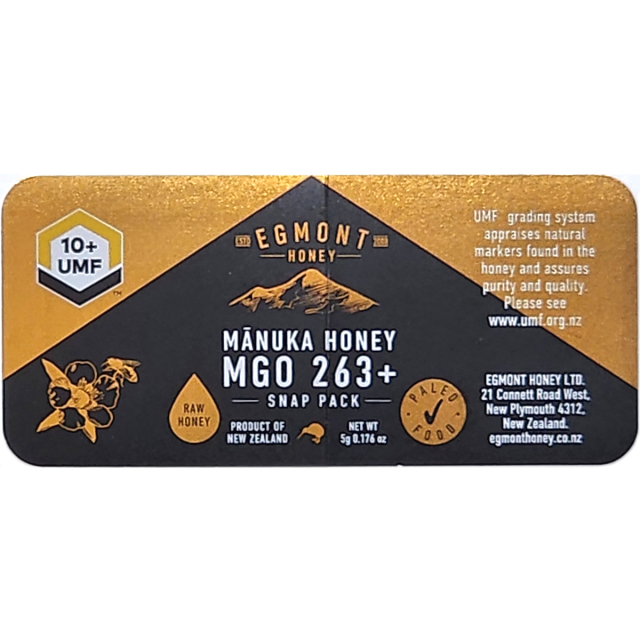 10+
UMF
™
ESTD 2008
EGMONT
HONEY
MĀNUKA HONEY
MGO 263+
SNAP PACK
RAW
HONEY
PRODUCT OF
NEW ZEALAND
NET WT
5g 0.176 oz
PALEO
FOOD
UMF grading system
appraises natural
markers found in the
honey and assures
purity and quality.
Please see
www.umf.org.nz
EGMONT HONEY LTD.
21 Connett Road West,
New Plymouth 4312,
New Zealand.
egmonthoney.co.nz